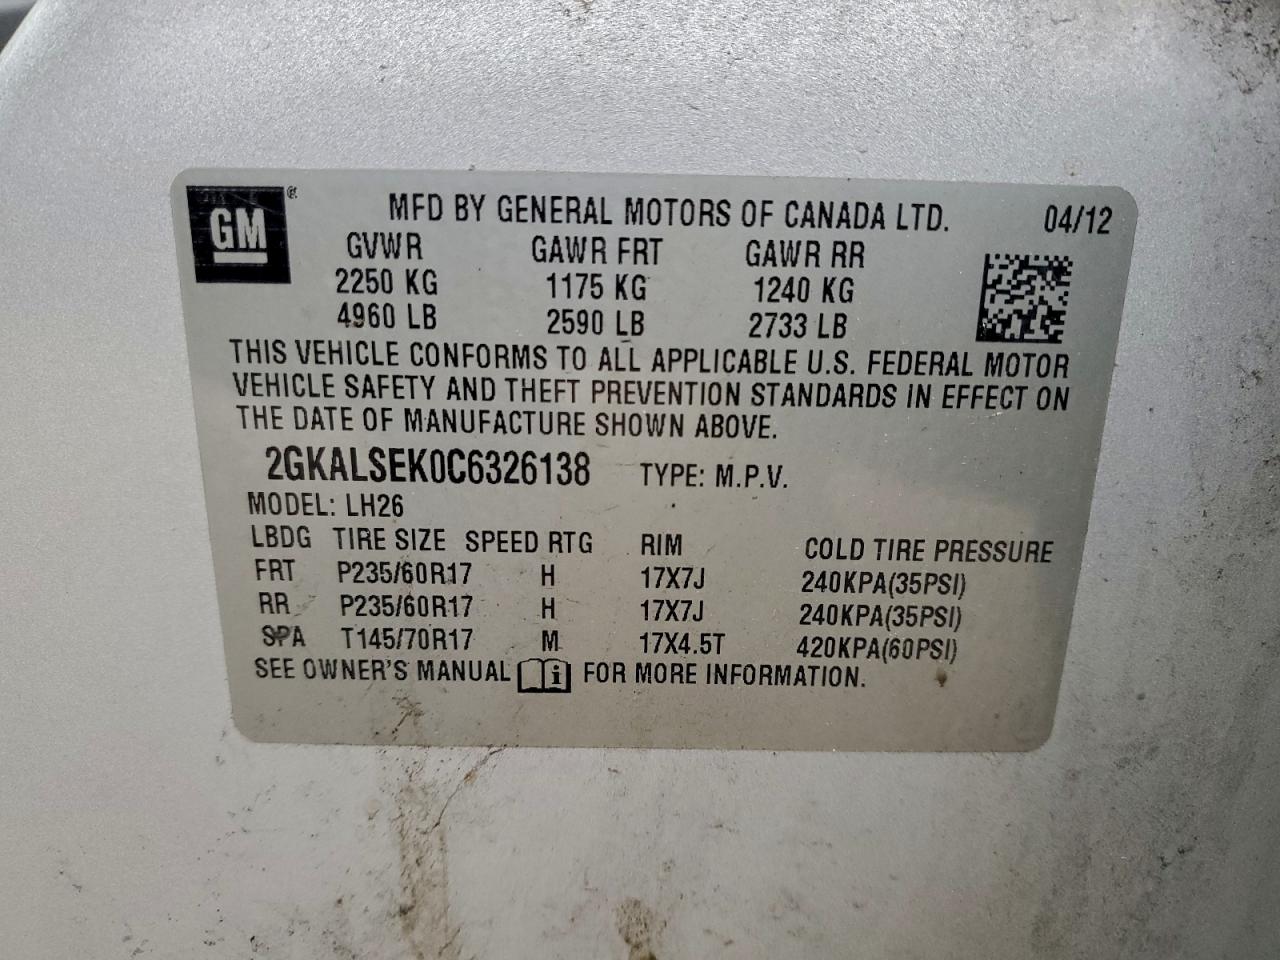 GM ® MFD BY GENERAL MOTORS OF CANADA LTD. 04/12
GVWR GAWR FRT GAWR RR
2250 KG 1175 KG 1240 KG
4960 LB 2590 LB 2733 LB
THIS VEHICLE CONFORMS TO ALL APPLICABLE U.S. FEDERAL MOTOR
VEHICLE SAFETY AND THEFT PREVENTION STANDARDS IN EFFECT ON
THE DATE OF MANUFACTURE SHOWN ABOVE.
2GKALSEK0C6326138 TYPE: M.P.V.
MODEL: LH26
LBDG TIRE SIZE SPEED RTG RIM COLD TIRE PRESSURE
FRT P235/60R17 H 17X7J 240KPA(35PSI)
RR P235/60R17 H 17X7J 240KPA(35PSI)
SPA T145/70R17 M 17X4.5T 420KPA(60PSI)
SEE OWNER'S MANUAL i FOR MORE INFORMATION.